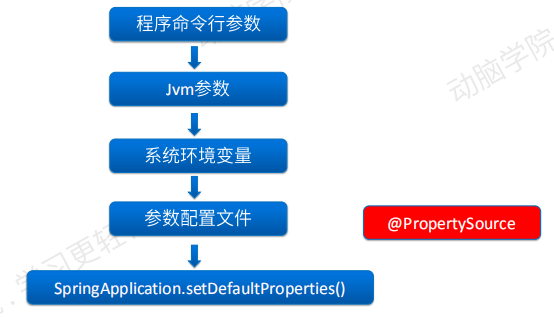 程序命令行参数
动脑学院
Jvm参数
系统环境变量
参数配置文件
@PropertySource
学习更轻
SpringApplication.setDefaultProperties()